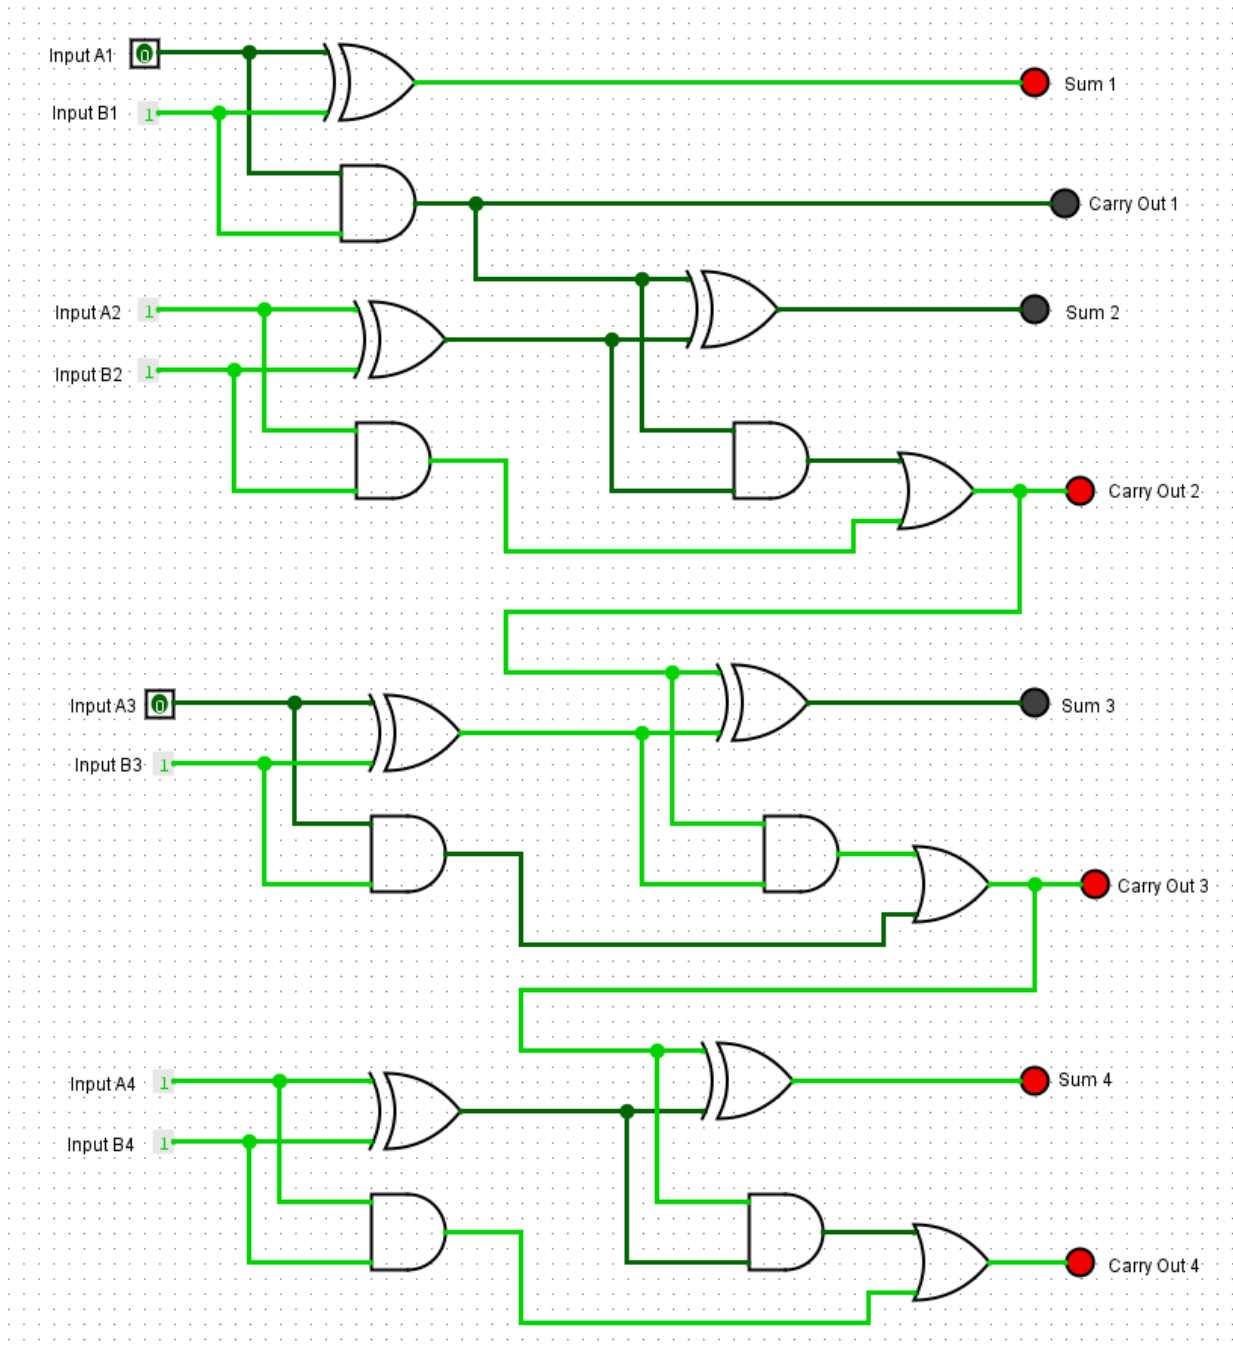 Input A1 0
Input B1 1
Sum 1
Carry Out 1
Input A2 1
Sum 2
Input B2 1
Carry Out 2
Input A3 0
Sum 3
Input B3 1
Carry Out 3
Input A4 1
Sum 4
Input B4 1
Carry Out 4